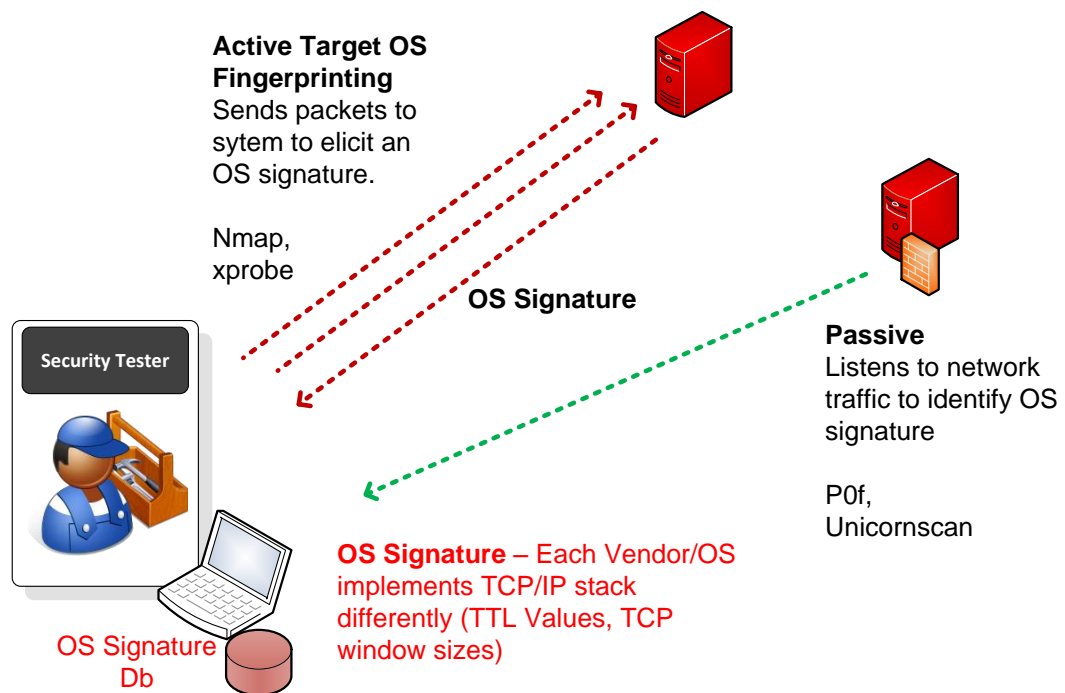 Active Target OS
Fingerprinting
Sends packets to
sytem to elicit an
OS signature.
Nmap,
xprobe
OS Signature
Security Tester
Passive
Listens to network
traffic to identify OS
signature
P0f,
Unicornscan
OS Signature – Each Vendor/OS
implements TCP/IP stack
differently (TTL Values, TCP
window sizes)
OS Signature
Db